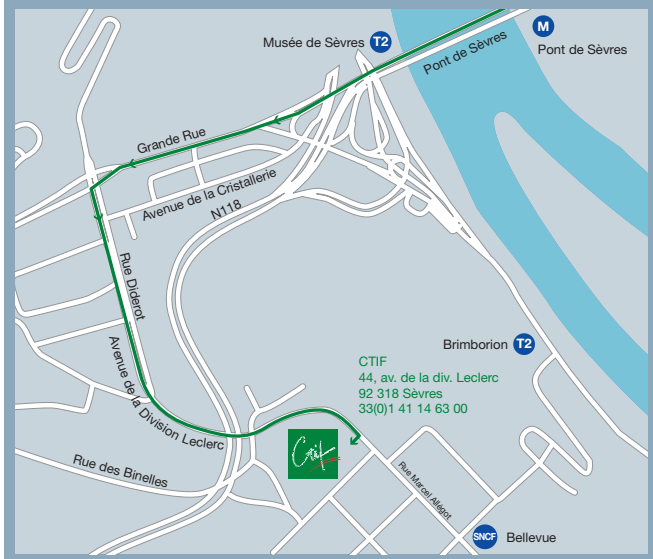 Musée de Sèvres T2
M
Pont de Sèvres
Pont de Sèvres
Grande Rue
Avenue de la Cristallerie
N118
Rue Diderot
Brimborion T2
CTIF
44, av. de la div. Leclerc
92 318 Sèvres
33(0)1 41 14 63 00
Avenue de la Division Leclerc
Ctif
Rue des Binelles
Rue Marcel Allégot
SNCF Bellevue